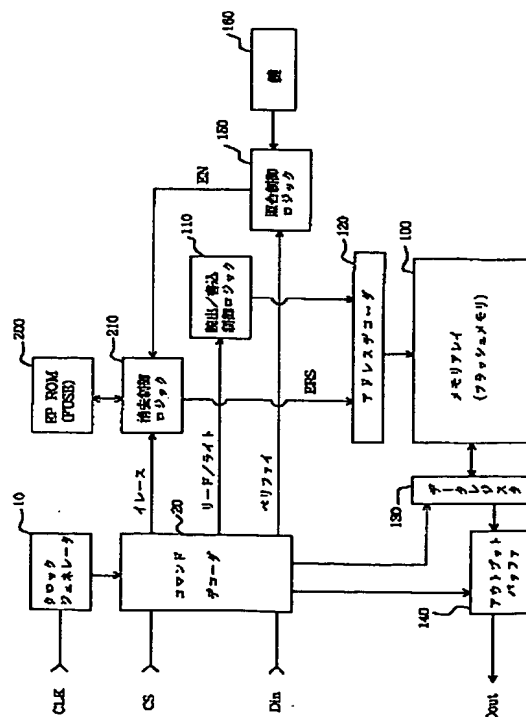 CLK
CS
Din
Dout
10
クロック
ジェネレータ
20
コマンド
デコーダ
イレース
リード/ライト
ベリファイ
200
EP ROM
(FUSE)
210
消去制御
ロジック
EN
ERS
110
読出/書込
制御ロジック
150
照合制御
ロジック
160
鍵
120
アドレスデコーダ
100
メモリアレイ
(フラッシュメモリ)
130
データレジスタ
140
アウトプット
バッファ